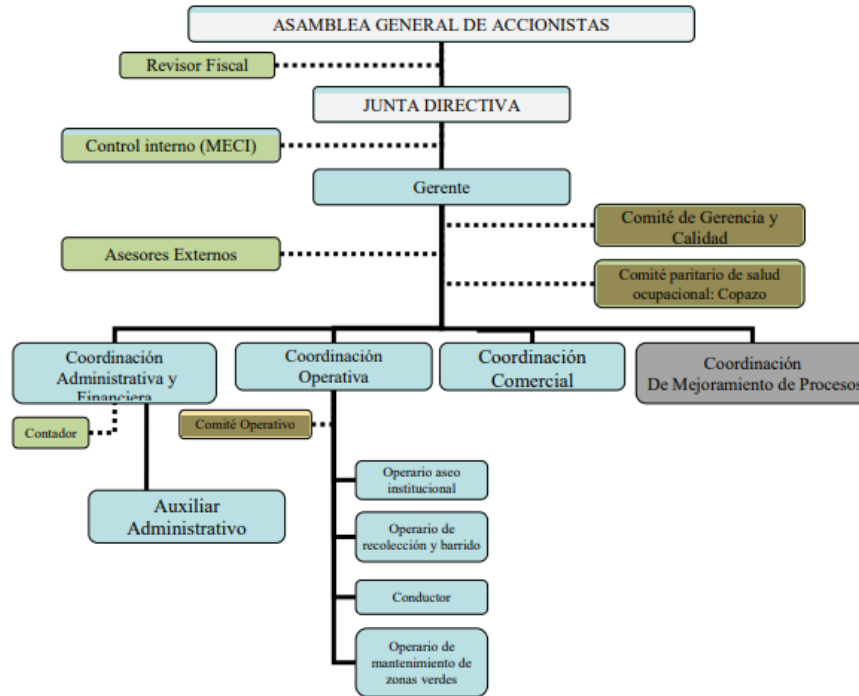 ASAMBLEA GENERAL DE ACCIONISTAS
Revisor Fiscal
JUNTA DIRECTIVA
Control interno (MECI)
Gerente
Comité de Gerencia y
Calidad
Asesores Externos
Comité paritario de salud
ocupacional: Copazo
Coordinación
Administrativa y
Financiera
Coordinación
Operativa
Coordinación
Comercial
Coordinación
De Mejoramiento de Procesos
Contador
Comité Operativo
Auxiliar
Administrativo
Operario aseo
institucional
Operario de
recolección y barrido
Conductor
Operario de
mantenimiento de
zonas verdes